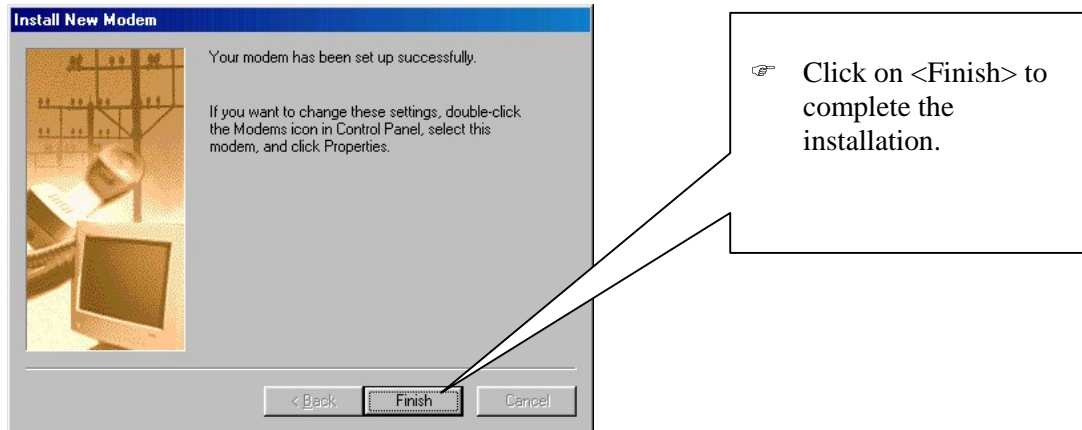 Install New Modem
Your modem has been set up successfully.
If you want to change these settings, double-click
the Modems icon in Control Panel, select this
modem, and click Properties.
< Back
Finish
Cancel
☞ Click on <Finish> to
complete the
installation.